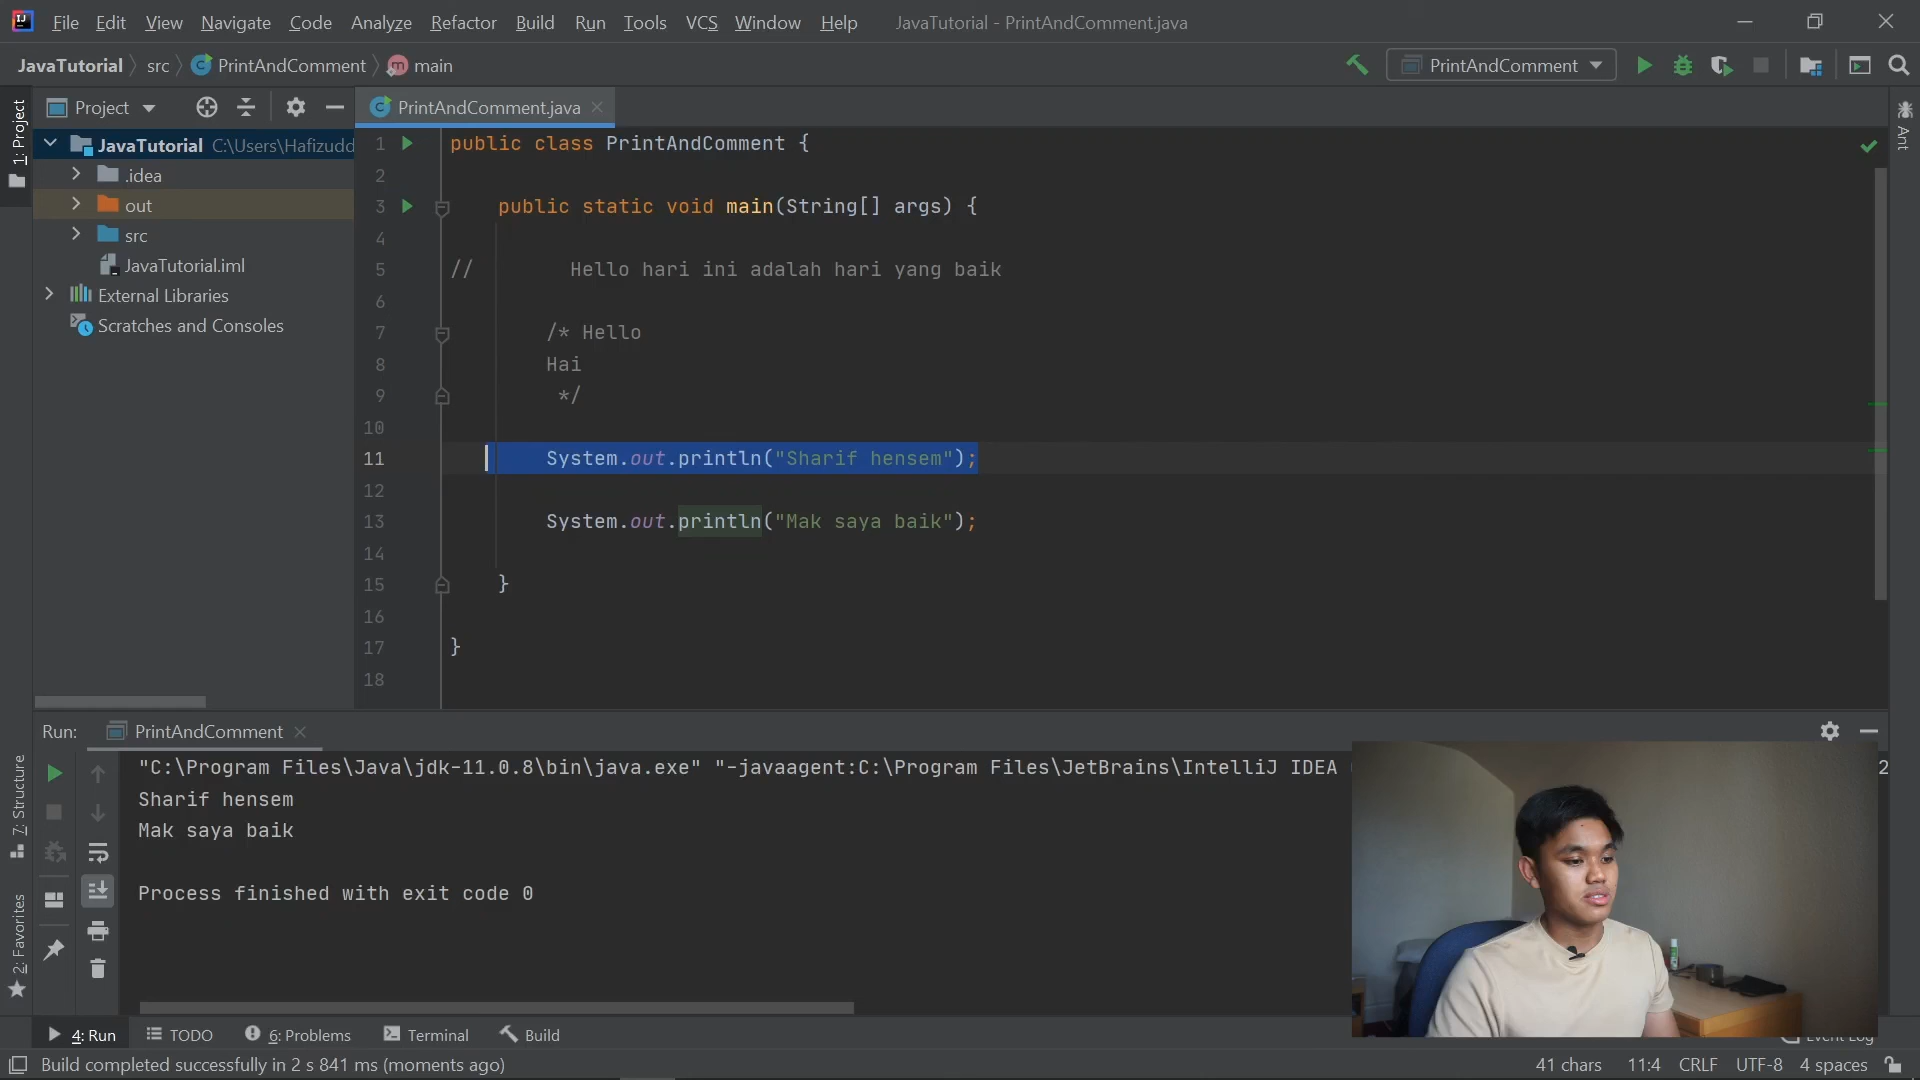 File Edit View Navigate Code Analyze Refactor Build Run Tools VCS Window Help JavaTutorial - PrintAndComment.java
JavaTutorial src PrintAndComment main PrintAndComment
1: Project
Project
PrintAndComment.java
Ant
JavaTutorial C:\Users\Hafizudd
.idea
out
src
JavaTutorial.iml
External Libraries
Scratches and Consoles
1 public class PrintAndComment {
2
3 public static void main(String[] args) {
4
5 // Hello hari ini adalah hari yang baik
6
7 /* Hello
8 Hai
9 */
10
11 System.out.println("Sharif hensem");
12
13 System.out.println("Mak saya baik");
14
15 }
16
17 }
18
Run: PrintAndComment
"C:\Program Files\Java\jdk-11.0.8\bin\java.exe" "-javaagent:C:\Program Files\JetBrains\IntelliJ IDEA
2
Sharif hensem
Mak saya baik
Process finished with exit code 0
7: Structure
2: Favorites
4: Run TODO 6: Problems Terminal Build Event Log
Build completed successfully in 2 s 841 ms (moments ago) 41 chars 11:4 CRLF UTF-8 4 spaces